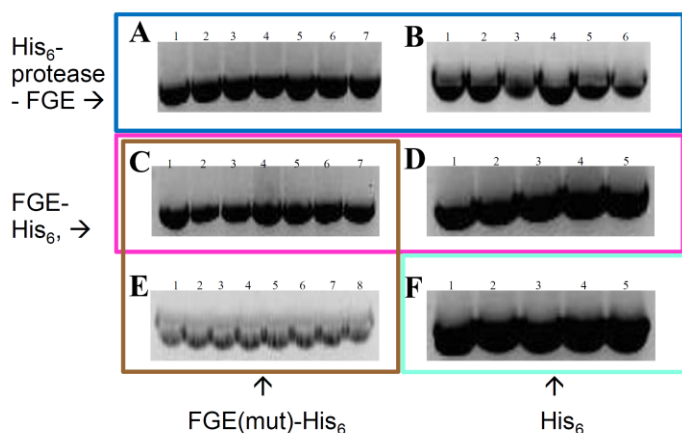 A
1 2 3 4 5 6 7
B
1 2 3 4 5 6
His6-
protease
- FGE →
C
1 2 3 4 5 6 7
D
1 2 3 4 5
FGE-
His6, →
E
1 2 3 4 5 6 7 8
F
1 2 3 4 5
↑
FGE(mut)-His6
↑
His6